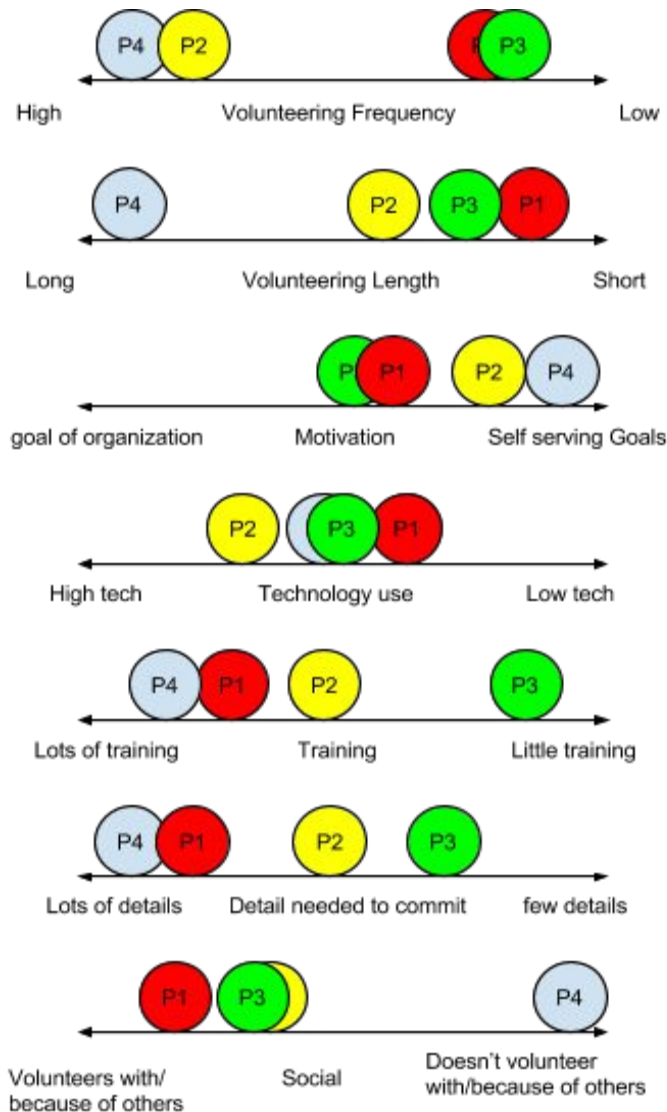 P4 P2 P P3
High Volunteering Frequency Low
P4 P2 P3 P1
Long Volunteering Length Short
P P1 P2 P4
goal of organization Motivation Self serving Goals
P2 P3 P1
High tech Technology use Low tech
P4 P1 P2 P3
Lots of training Training Little training
P4 P1 P2 P3
Lots of details Detail needed to commit few details
P1 P3 P4
Volunteers with/ Social Doesn't volunteer
because of others with/because of others